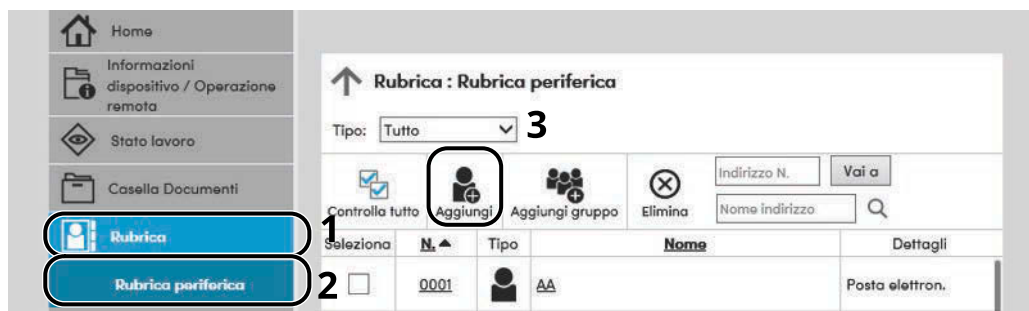 Home
Informazioni
dispositivo / Operazione
remota
Stato lavoro
Casella Documenti
Rubrica
1
Rubrica periferica
2
Rubrica : Rubrica periferica
Tipo: Tutto
3
Controlla tutto Aggiungi Aggiungi gruppo Elimina
Indirizzo N. Vai a
Nome indirizzo
Seleziona N. Tipo Nome Dettagli
0001 AA Posta elettron.